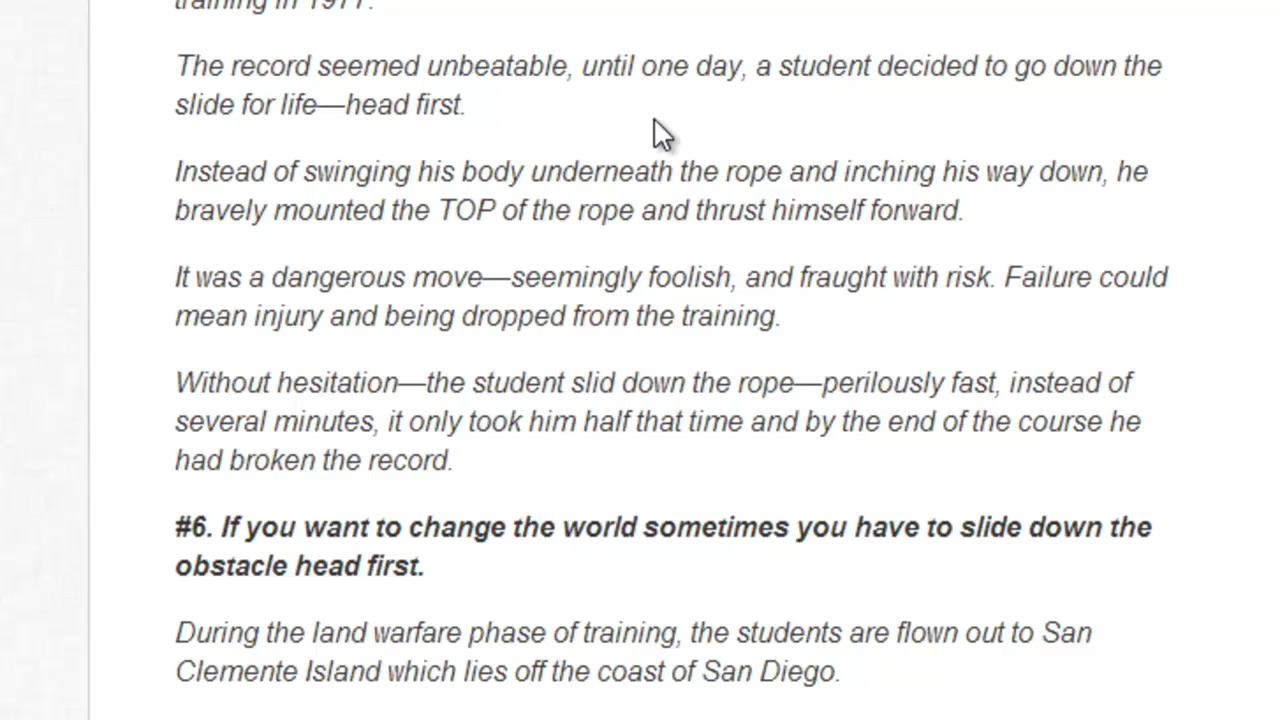 training in 1977.
The record seemed unbeatable, until one day, a student decided to go down the
slide for life—head first.
Instead of swinging his body underneath the rope and inching his way down, he
bravely mounted the TOP of the rope and thrust himself forward.
It was a dangerous move—seemingly foolish, and fraught with risk. Failure could
mean injury and being dropped from the training.
Without hesitation—the student slid down the rope—perilously fast, instead of
several minutes, it only took him half that time and by the end of the course he
had broken the record.
#6. If you want to change the world sometimes you have to slide down the
obstacle head first.
During the land warfare phase of training, the students are flown out to San
Clemente Island which lies off the coast of San Diego.